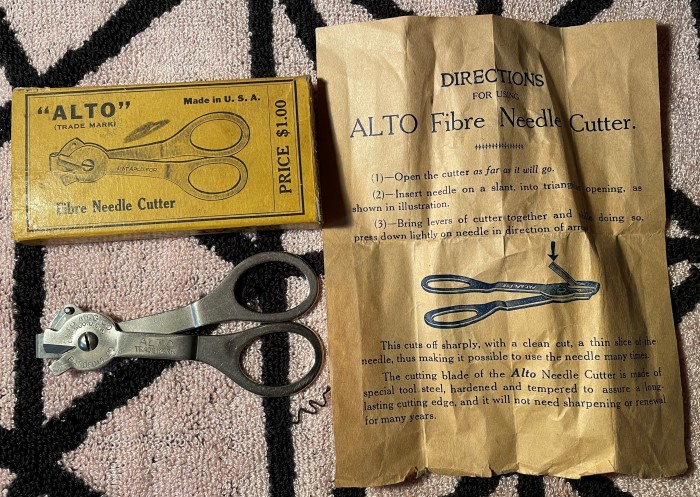 "ALTO"
(TRADE MARK)
Made in U. S. A.
PRICE $1.00
PAT. APL'D FOR
Fibre Needle Cutter
ALTO
TRADE MARK
DIRECTIONS
FOR USING
ALTO Fibre Needle Cutter.
(1)—Open the cutter as far as it will go.
(2)—Insert needle on a slant, into opening, as
shown in illustration.
(3)—Bring levers of cutter together and doing so,
press down lightly on needle in direction of
This cuts off sharply, with a clean cut, a thin slice of the
needle, thus making it possible to use the needle many times.
The cutting blade of the Alto Needle Cutter is made of
special tool steel, hardened and tempered to assure a long-
lasting cutting edge, and it will not need sharpening or renewal
for many years.